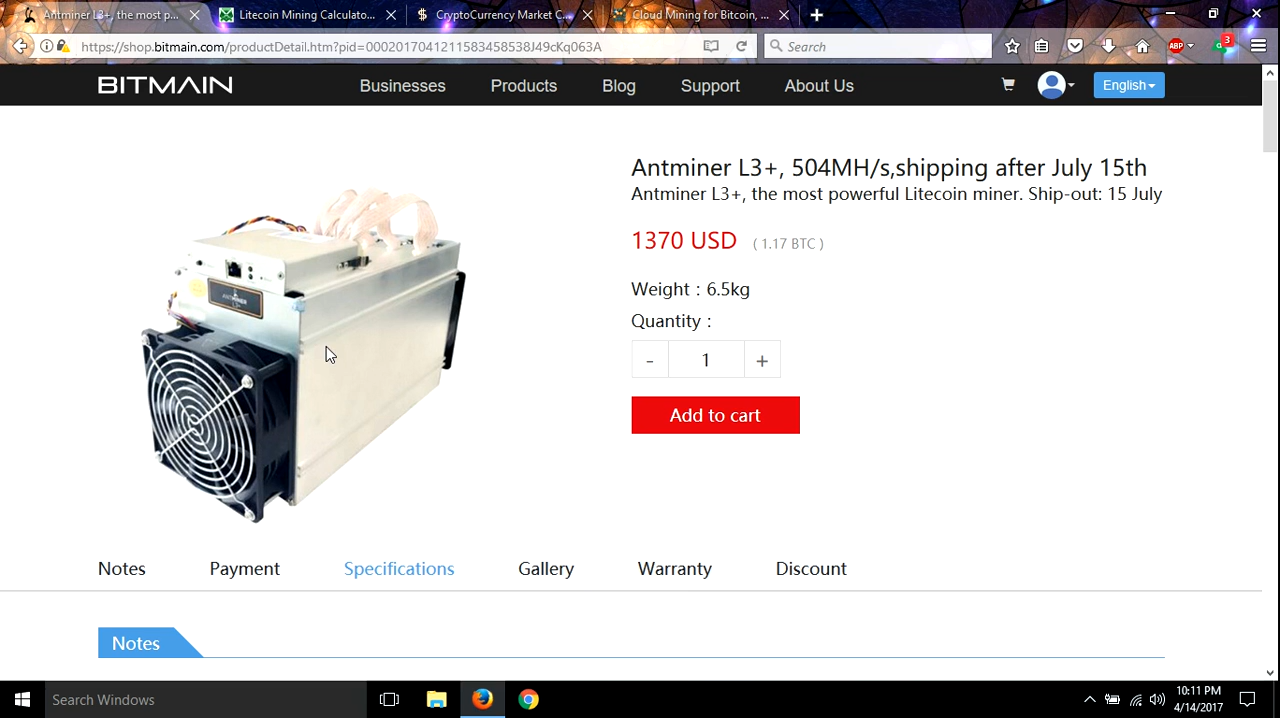 Antminer L3+, the most p...
Litecoin Mining Calculato...
CryptoCurrency Market C...
Cloud Mining for Bitcoin, ...
https://shop.bitmain.com/productDetail.htm?pid=00020170412115834585​38J49cKq063A
Search
ABP
3
BITMAIN
Businesses
Products
Blog
Support
About Us
English
Antminer L3+, 504MH/s,shipping after July 15th
Antminer L3+, the most powerful Litecoin miner. Ship-out: 15 July
1370 USD ( 1.17 BTC )
Weight : 6.5kg
Quantity :
- 1 +
Add to cart
ANTMINER
L3+
Notes
Payment
Specifications
Gallery
Warranty
Discount
Notes
Search Windows
10:11 PM
4/14/2017